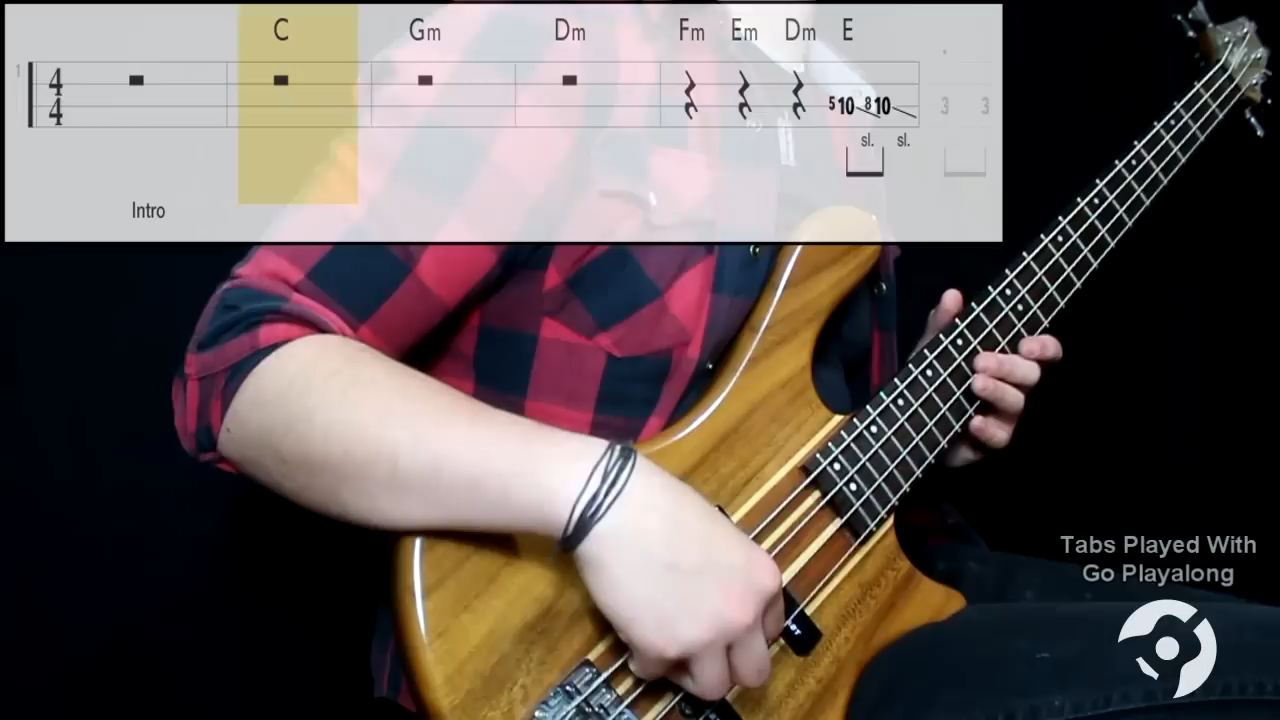 C Gm Dm Fm Em Dm E
1 4 4
5 10 8 10 3 3
sl. sl.
Intro
Tabs Played With
Go Playalong